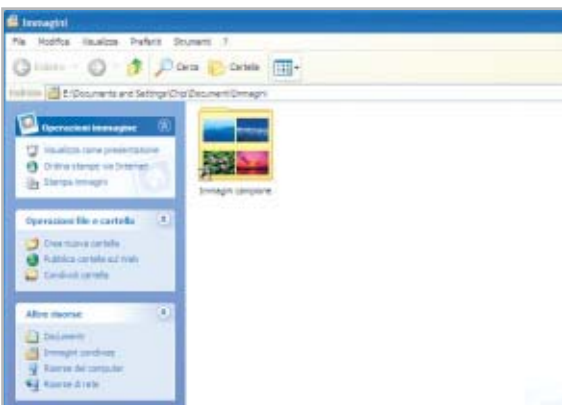 Immagini
File Modifica Visualizza Preferiti Strumenti ?
Indietro Cerca Cartelle
Indirizzo E:\Documents and Settings\Chip\Documenti\Immagini
Operazioni immagine
Visualizza come presentazione
Ordina stampe via Internet
Stampa immagini
Immagini campione
Operazioni file e cartella
Crea nuova cartella
Pubblica cartella sul Web
Condividi cartella
Altre risorse
Documenti
Immagini condivise
Risorse del computer
Risorse di rete